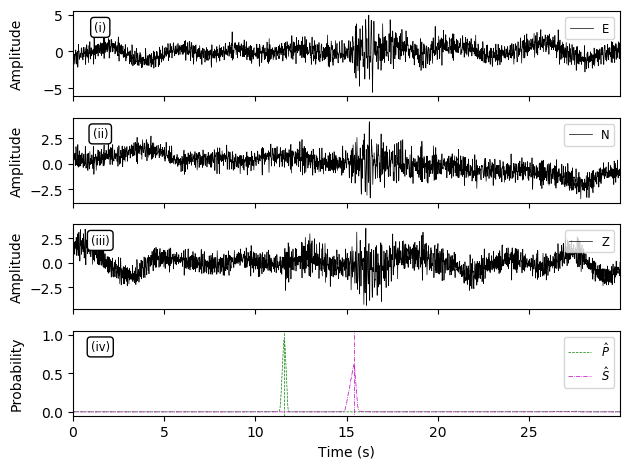 (i)
E
Amplitude
5
0
−5
(ii)
N
Amplitude
2.5
0.0
−2.5
(iii)
Z
Amplitude
2.5
0.0
−2.5
(iv)
P̂
Ŝ
Probability
1.0
0.5
0.0
0 5 10 15 20 25
Time (s)